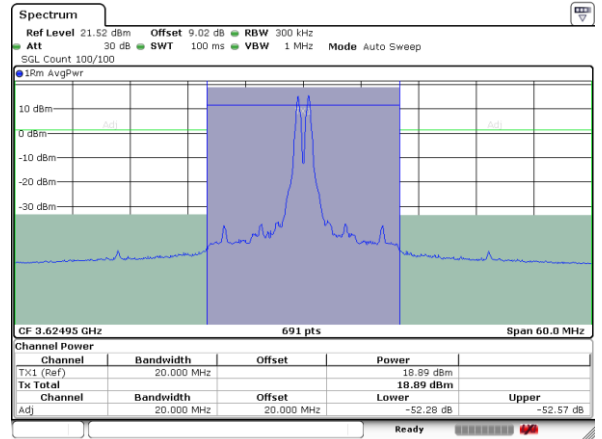 Spectrum
Ref Level 21.52 dBm Offset 9.02 dB RBW 300 kHz
Att 30 dB SWT 100 ms VBW 1 MHz Mode Auto Sweep
SGL Count 100/100
1Rm AvgPwr
10 dBm
Adj Adj
0 dBm
-10 dBm
-20 dBm
-30 dBm
CF 3.62495 GHz 691 pts Span 60.0 MHz
Channel Power
Channel Bandwidth Offset Power
TX1 (Ref) 20.000 MHz 18.89 dBm
Tx Total 18.89 dBm
Channel Bandwidth Offset Lower Upper
Adj 20.000 MHz 20.000 MHz -52.28 dB -52.57 dB
Ready